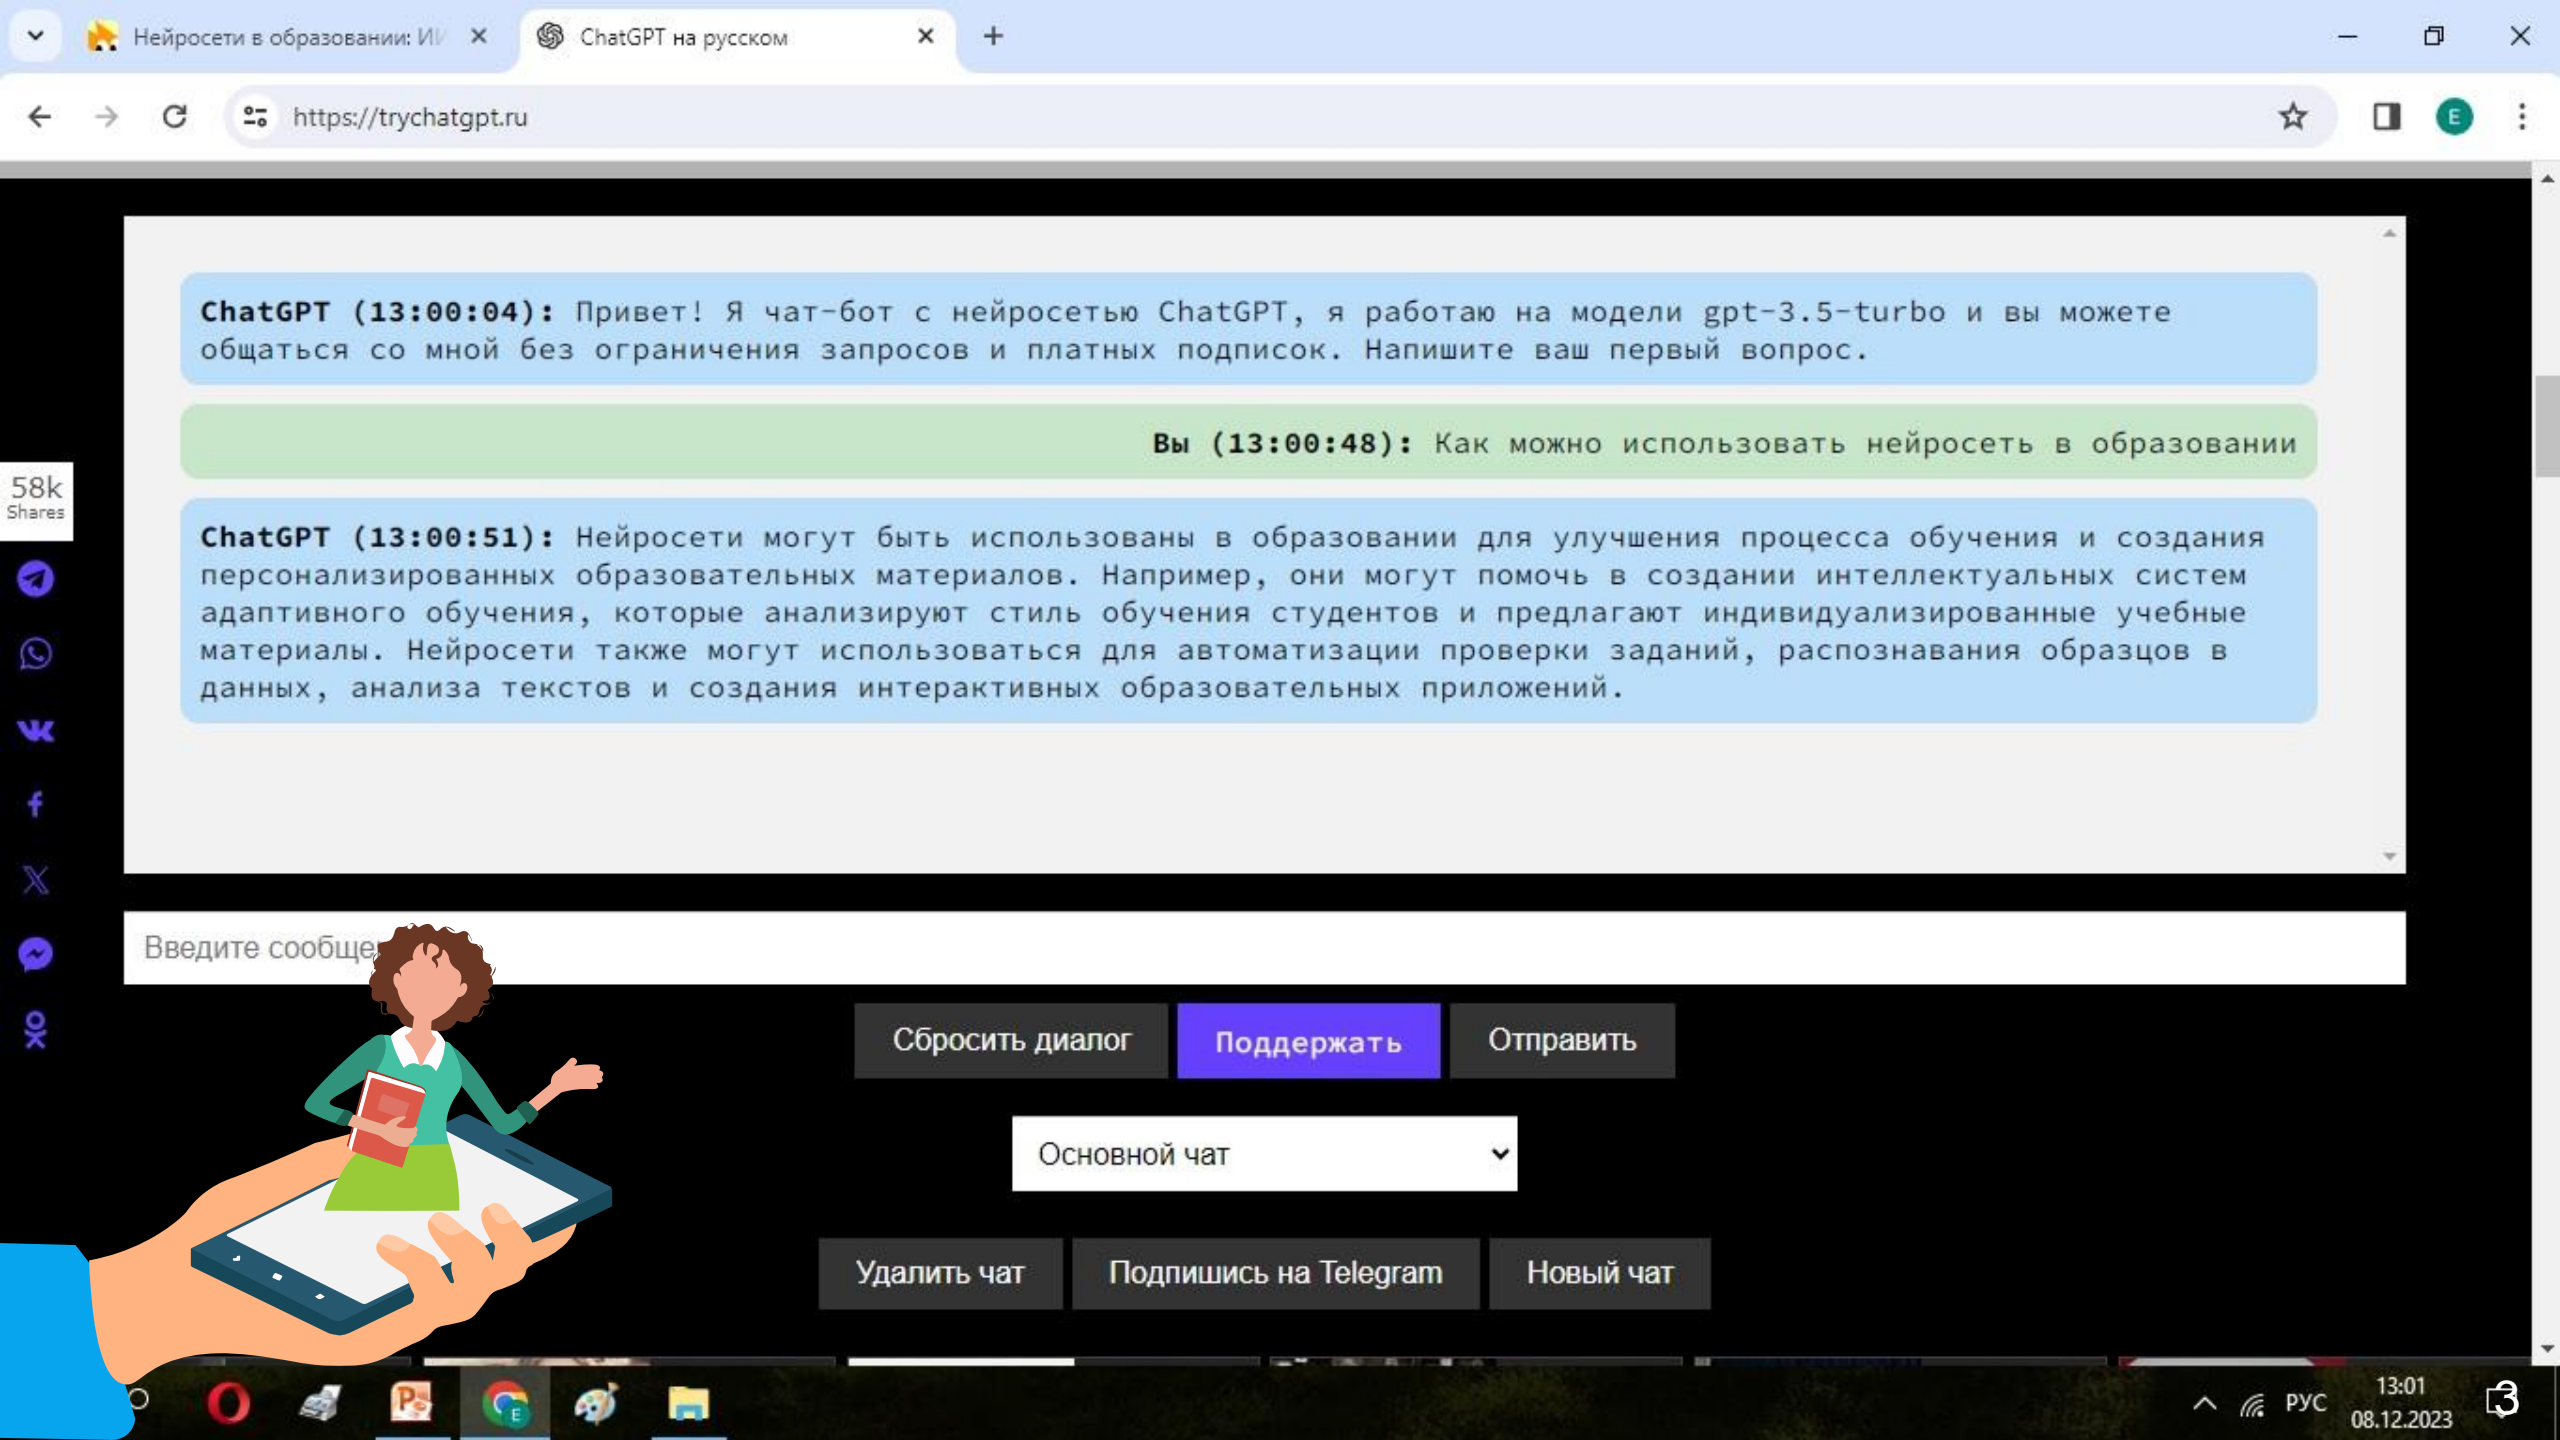 Нейросети в образовании: ИИ
ChatGPT на русском
https://trychatgpt.ru
E
ChatGPT (13:00:04): Привет! Я чат-бот с нейросетью ChatGPT, я работаю на модели gpt-3.5-turbo и вы можете
общаться со мной без ограничения запросов и платных подписок. Напишите ваш первый вопрос.
Вы (13:00:48): Как можно использовать нейросеть в образовании
58k
Shares
ChatGPT (13:00:51): Нейросети могут быть использованы в образовании для улучшения процесса обучения и создания
персонализированных образовательных материалов. Например, они могут помочь в создании интеллектуальных систем
адаптивного обучения, которые анализируют стиль обучения студентов и предлагают индивидуализированные учебные
материалы. Нейросети также могут использоваться для автоматизации проверки заданий, распознавания образцов в
данных, анализа текстов и создания интерактивных образовательных приложений.
Введите сообще
Сбросить диалог Поддержать Отправить
Основной чат
Удалить чат Подпишись на Telegram Новый чат
E
РУС
13:01
08.12.2023
3